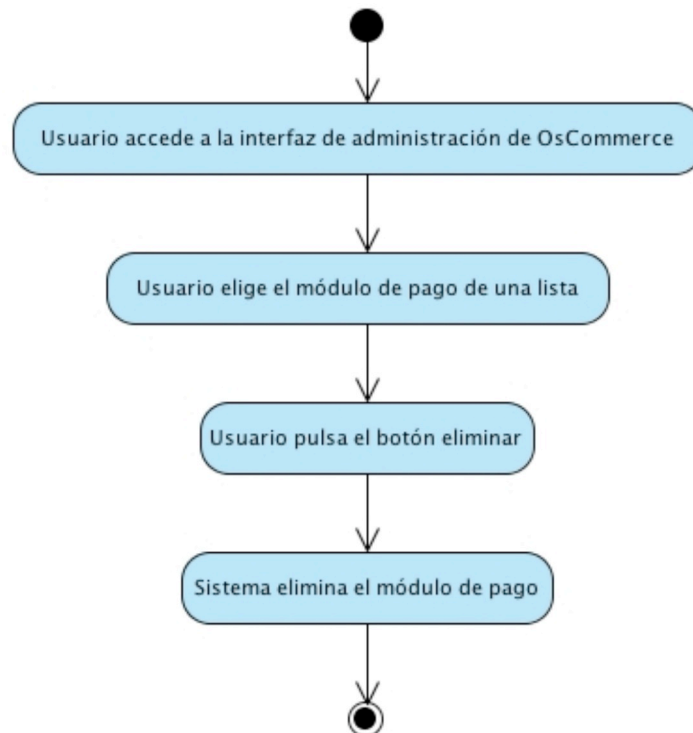 Usuario accede a la interfaz de administración de OsCommerce
Usuario elige el módulo de pago de una lista
Usuario pulsa el botón eliminar
Sistema elimina el módulo de pago